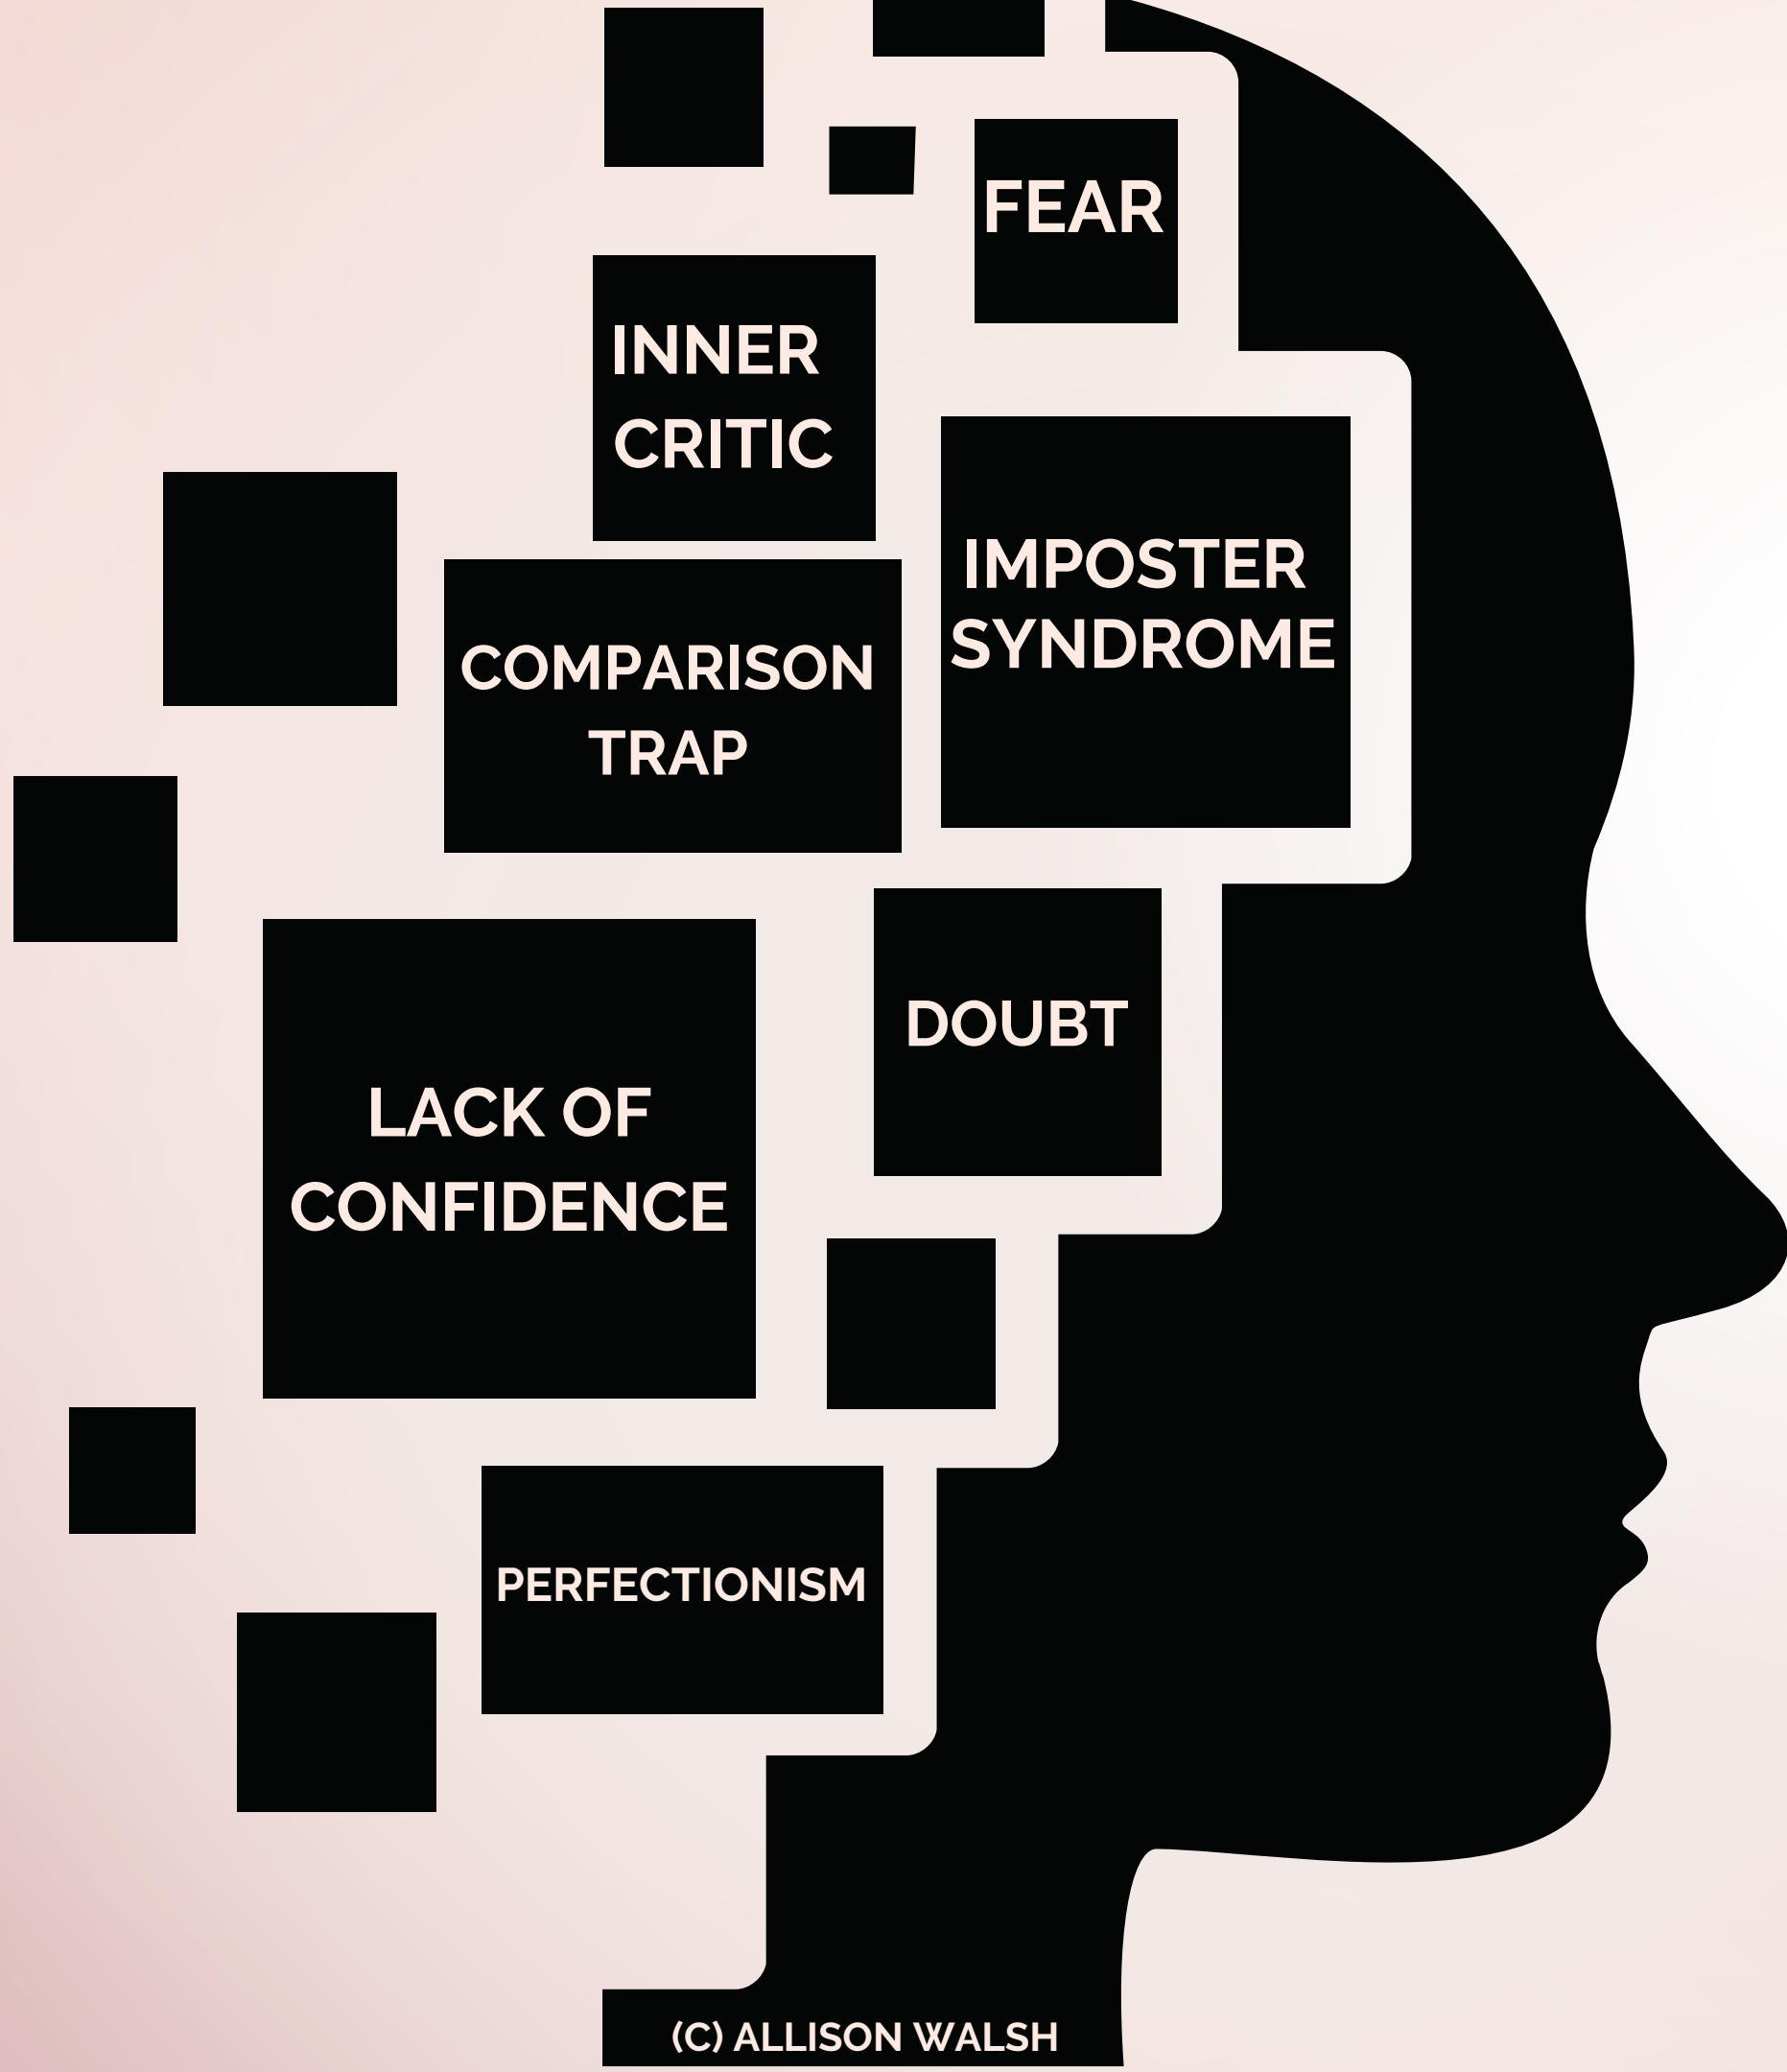 FEAR
INNER
CRITIC
IMPOSTER
SYNDROME
COMPARISON
TRAP
DOUBT
LACK OF
CONFIDENCE
PERFECTIONISM
(C) ALLISON WALSH